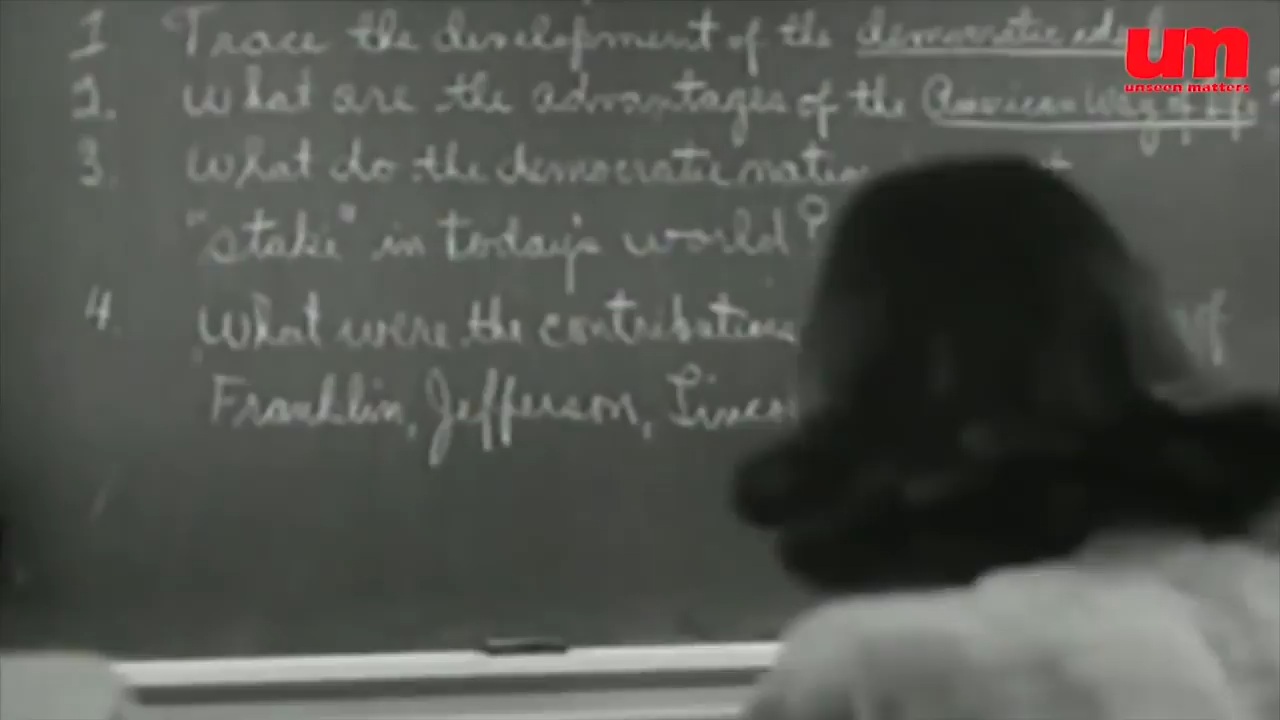 1 Trace the development of the democratic
2. What are the advantages of the American Way of Life?
3. What do the democratic
"stake" in today's world?
4. What were the contributions of
Franklin, Jefferson,
um
unseen matters